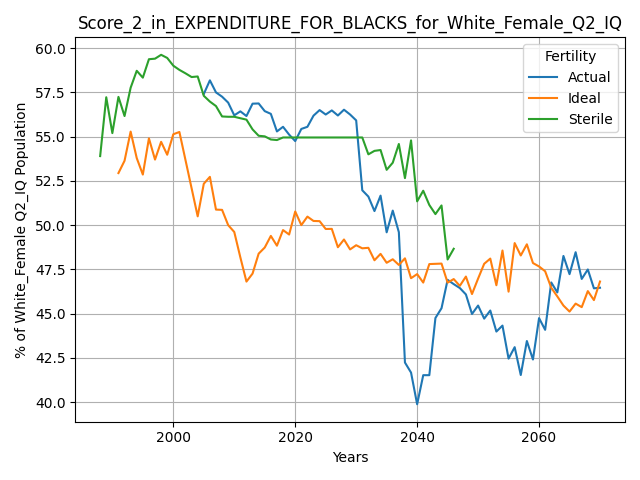 Score_2_in_EXPENDITURE_FOR_BLACKS_for_White_Female_Q2_IQ
% of White_Female Q2_IQ Population
60.0
57.5
55.0
52.5
50.0
47.5
45.0
42.5
40.0
Fertility
Actual
Ideal
Sterile
2000
2020
2040
2060
Years